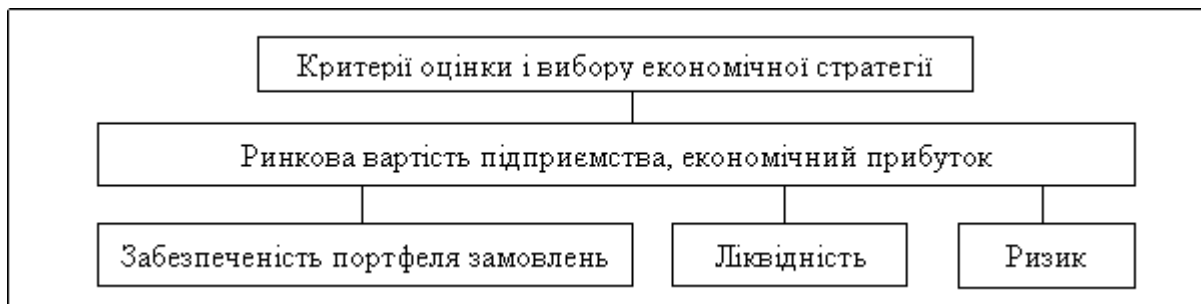 Критерії оцінки і вибору економічної стратегії
Ринкова вартість підприємства, економічний прибуток
Забезпеченість портфеля замовлень
Ліквідність
Ризик